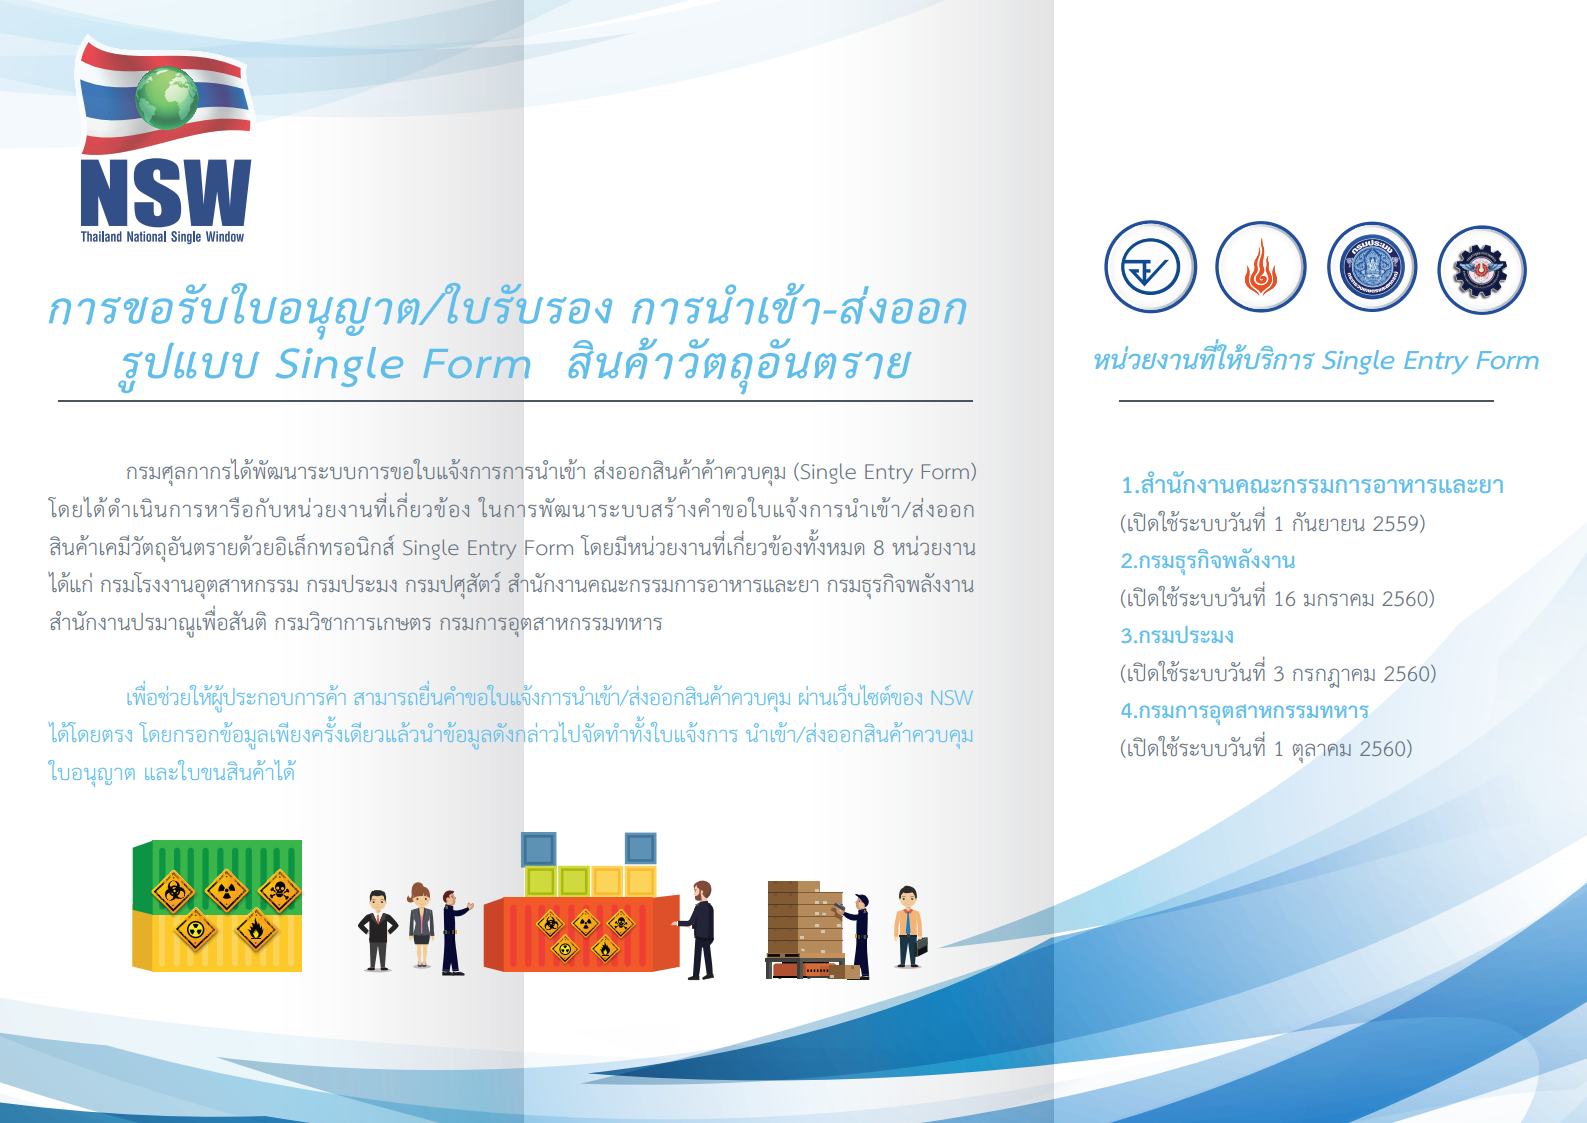 NSW
Thailand National Single Window
การขอรับใบอนุญาต/ใบรับรอง การนำเข้า-ส่งออก
รูปแบบ Single Form สินค้าวัตถุอันตราย
กรมศุลกากรได้พัฒนาระบบการขอใบแจ้งการการนำเข้า ส่งออกสินค้าค้าควบคุม (Single Entry Form)
โดยได้ดำเนินการหารือกับหน่วยงานที่เกี่ยวข้อง ในการพัฒนาระบบสร้างคำขอใบแจ้งการนำเข้า/ส่งออก
สินค้าเคมีวัตถุอันตรายด้วยอิเล็กทรอนิกส์ Single Entry Form โดยมีหน่วยงานที่เกี่ยวข้องทั้งหมด 8 หน่วยงาน
ได้แก่ กรมโรงงานอุตสาหกรรม กรมประมง กรมปศุสัตว์ สำนักงานคณะกรรมการอาหารและยา กรมธุรกิจพลังงาน
สำนักงานปรมาณูเพื่อสันติ กรมวิชาการเกษตร กรมการอุตสาหกรรมทหาร
เพื่อช่วยให้ผู้ประกอบการค้า สามารถยื่นคำขอใบแจ้งการนำเข้า/ส่งออกสินค้าควบคุม ผ่านเว็บไซต์ของ NSW
ได้โดยตรง โดยกรอกข้อมูลเพียงครั้งเดียวแล้วนำข้อมูลดังกล่าวไปจัดทำทั้งใบแจ้งการ นำเข้า/ส่งออกสินค้าควบคุม
ใบอนุญาต และใบขนสินค้าได้
กรมประมง
หน่วยงานที่ให้บริการ Single Entry Form
1.สำนักงานคณะกรรมการอาหารและยา
(เปิดใช้ระบบวันที่ 1 กันยายน 2559)
2.กรมธุรกิจพลังงาน
(เปิดใช้ระบบวันที่ 16 มกราคม 2560)
3.กรมประมง
(เปิดใช้ระบบวันที่ 3 กรกฎาคม 2560)
4.กรมการอุตสาหกรรมทหาร
(เปิดใช้ระบบวันที่ 1 ตุลาคม 2560)